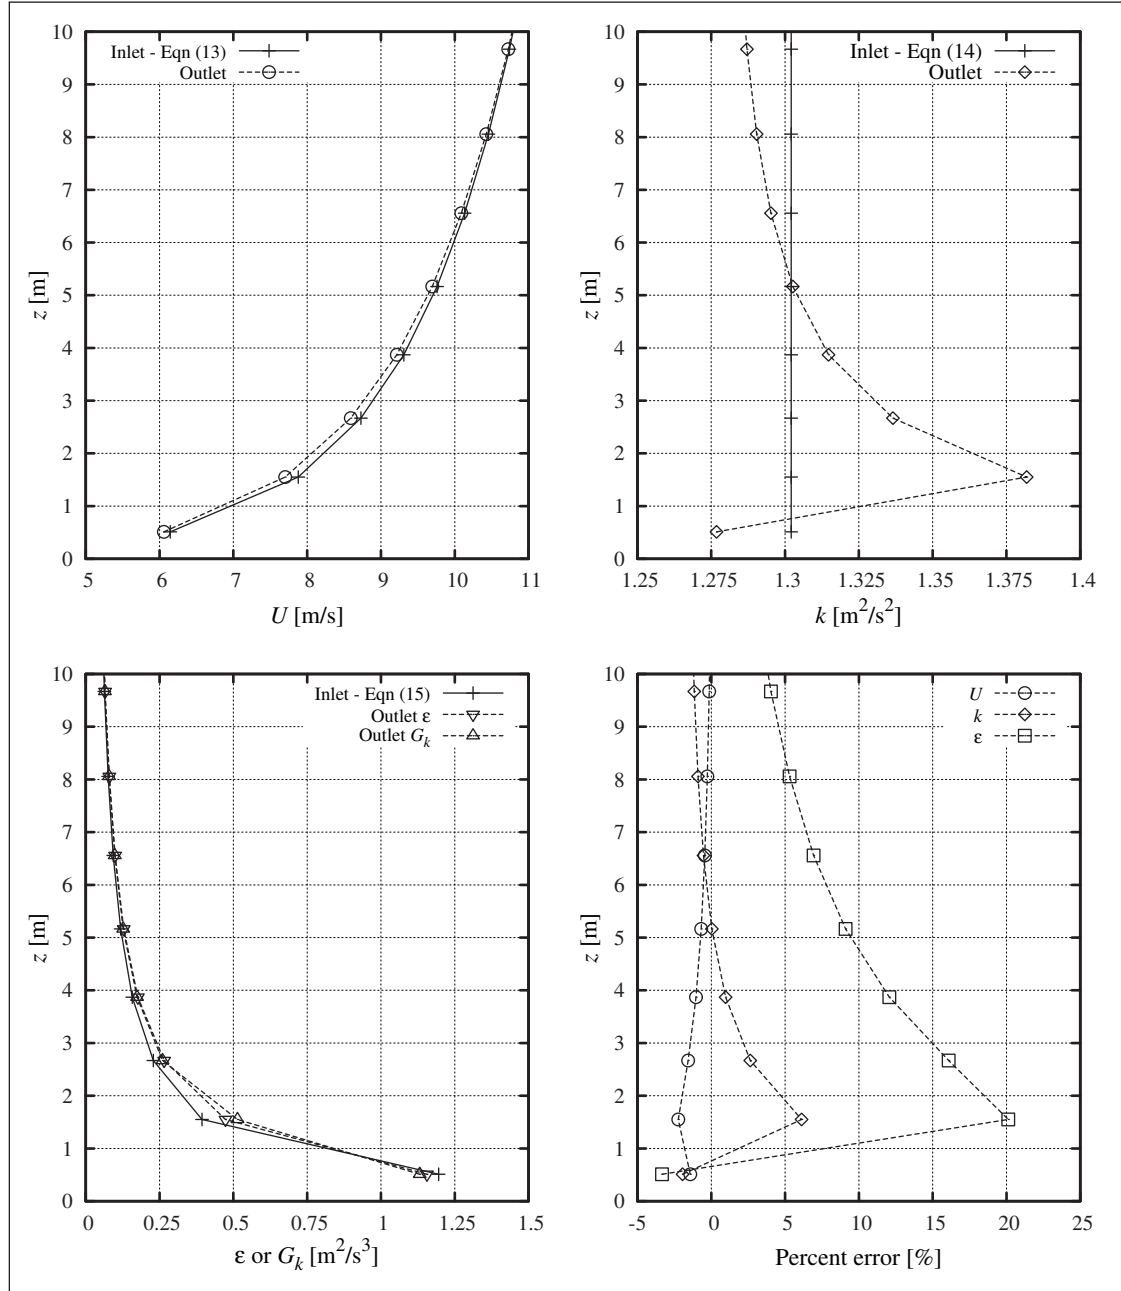 10
9
8
7
6
5
4
3
2
1
0
z [m]
Inlet - Eqn (13)
Outlet
5 6 7 8 9 10 11
U [m/s]
10
9
8
7
6
5
4
3
2
1
0
z [m]
Inlet - Eqn (14)
Outlet
1.25 1.275 1.3 1.325 1.35 1.375 1.4
k [m²/s²]
10
9
8
7
6
5
4
3
2
1
0
z [m]
Inlet - Eqn (15)
Outlet ε
Outlet Gₖ
0 0.25 0.5 0.75 1 1.25 1.5
ε or Gₖ [m²/s³]
10
9
8
7
6
5
4
3
2
1
0
z [m]
U
k
ε
-5 0 5 10 15 20 25
Percent error [%]